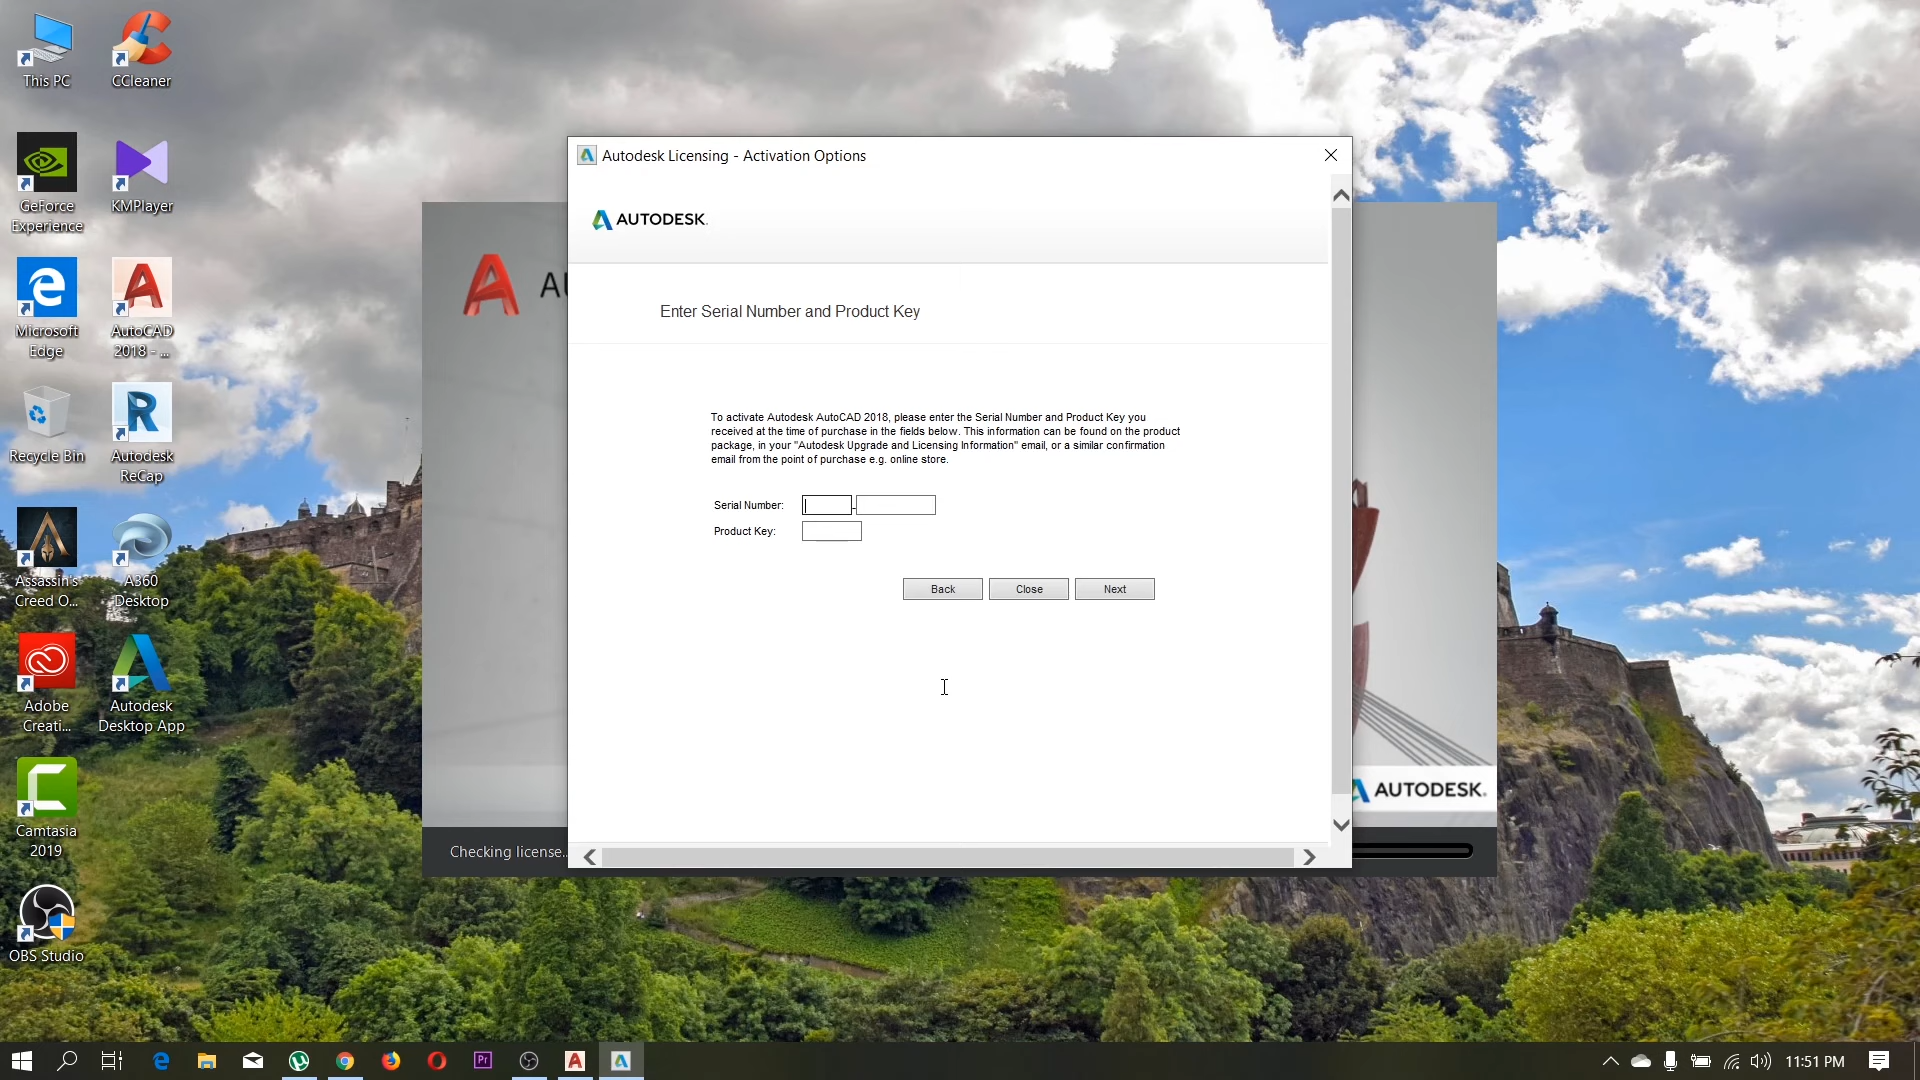 This PC
CCleaner
GeForce
Experience
KMPlayer
Microsoft
Edge
AutoCAD
2018 - ...
Recycle Bin
Autodesk
ReCap
Assassin's
Creed O...
A360
Desktop
Adobe
Creati...
Autodesk
Desktop App
Camtasia
2019
OBS Studio
Autodesk Licensing - Activation Options
AUTODESK.
Enter Serial Number and Product Key
To activate Autodesk AutoCAD 2018, please enter the Serial Number and Product Key you
received at the time of purchase in the fields below. This information can be found on the product
package, in your "Autodesk Upgrade and Licensing Information" email, or a similar confirmation
email from the point of purchase e.g. online store.
Serial Number: -
Product Key:
Back Close Next
AUTODESK.
Checking license...
Pr
11:51 PM